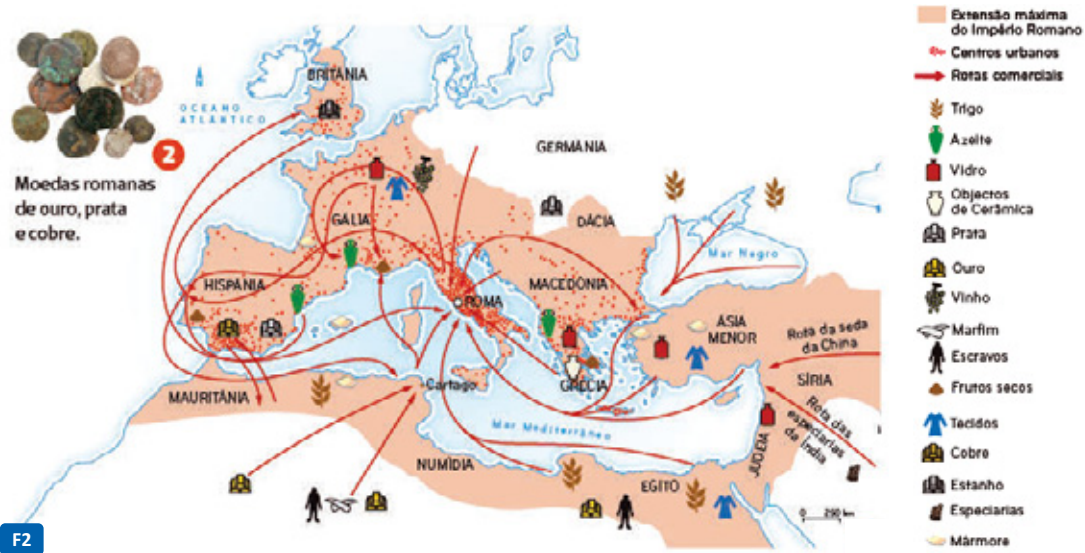 2
Moedas romanas
de ouro, prata
e cobre.
N
OCEANO
ATLÂNTICO
BRITÂNIA
GERMÂNIA
GÁLIA
DÁCIA
Mar Negro
HISPÂNIA
ROMA
MACEDÓNIA
ÁSIA
MENOR
Rota da seda
da China
Cartago
GRÉCIA
SÍRIA
MAURITÂNIA
Mar Mediterrâneo
Rota das
especiarias
da Índia
JUDEIA
NUMÍDIA
EGITO
0 250 km
F2
Extensão máxima
do Império Romano
Centros urbanos
Rotas comerciais
Trigo
Azeite
Vidro
Objectos
de Cerâmica
Prata
Ouro
Vinho
Marfim
Escravos
Frutos secos
Tecidos
Cobre
Estanho
Especiarias
Mármore